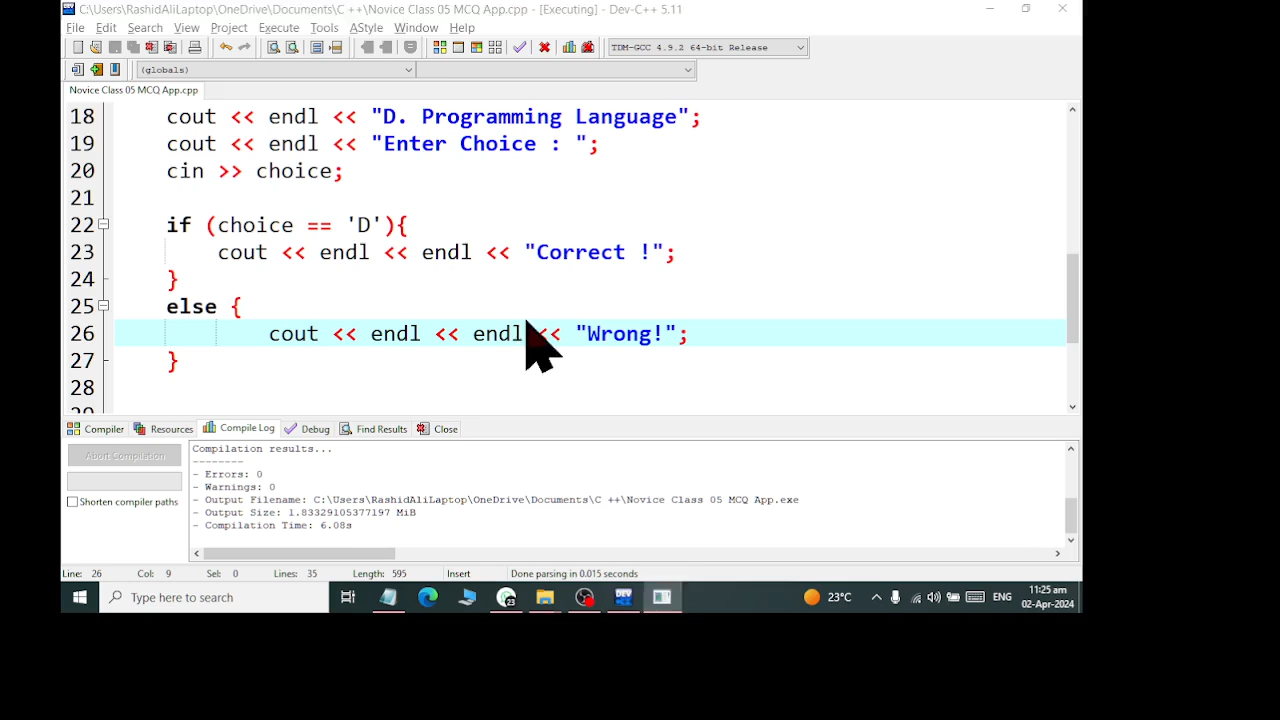 C:\Users\RashidAliLaptop\OneDrive\Documents\C ++\Novice Class 05 MCQ App.cpp - [Executing] - Dev-C++ 5.11
File Edit Search View Project Execute Tools AStyle Window Help
TDM-GCC 4.9.2 64-bit Release
(globals)
Novice Class 05 MCQ App.cpp
18 cout << endl << "D. Programming Language";
19 cout << endl << "Enter Choice : ";
20 cin >> choice;
21
22 if (choice == 'D'){
23 cout << endl << endl << "Correct !";
24 }
25 else {
26 cout << endl << endl << "Wrong!";
27 }
28
Compiler Resources Compile Log Debug Find Results Close
Abort Compilation
Shorten compiler paths
Compilation results...
--------
- Errors: 0
- Warnings: 0
- Output Filename: C:\Users\RashidAliLaptop\OneDrive\Documents\C ++\Novice Class 05 MCQ App.exe
- Output Size: 1.83329105377197 MiB
- Compilation Time: 6.08s
Line: 26 Col: 9 Sel: 0 Lines: 35 Length: 595 Insert Done parsing in 0.015 seconds
Type here to search
23
DEV
23°C
ENG
11:25 am
02-Apr-2024